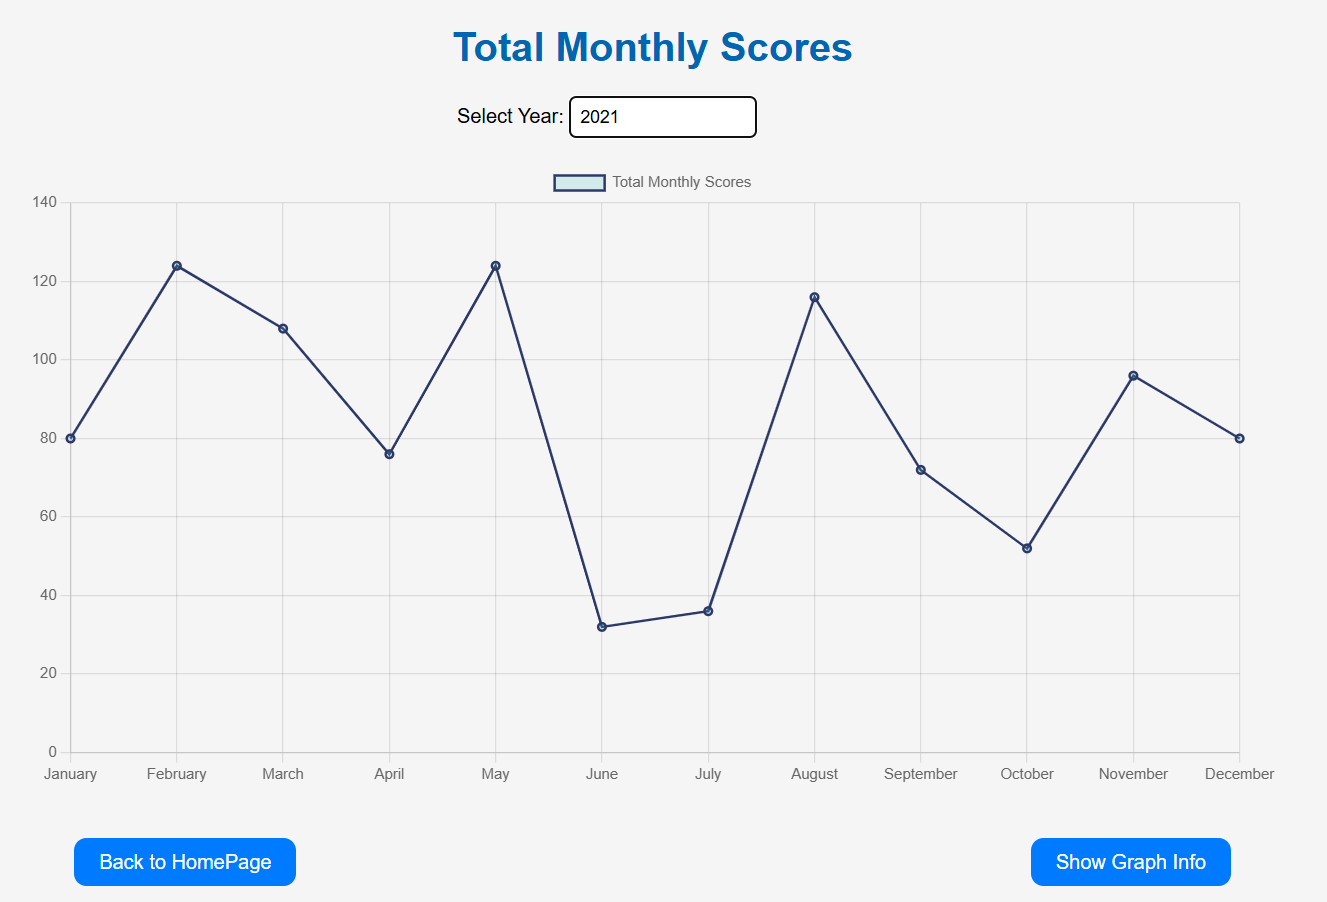 Total Monthly Scores
Select Year: 2021
Total Monthly Scores
140
120
100
80
60
40
20
0
January February March April May June July August September October November December
Back to HomePage Show Graph Info